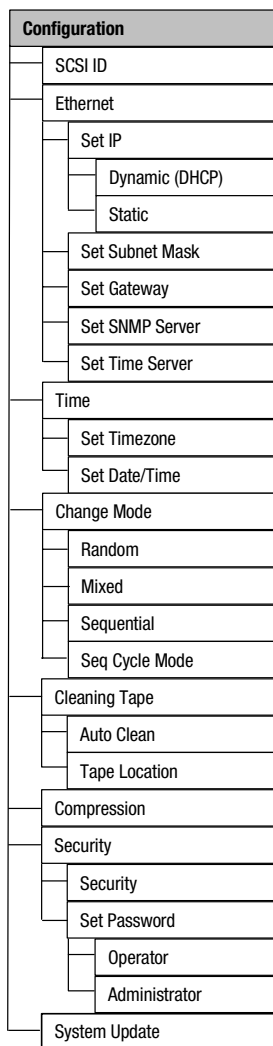 Configuration
SCSI ID
Ethernet
Set IP
Dynamic (DHCP)
Static
Set Subnet Mask
Set Gateway
Set SNMP Server
Set Time Server
Time
Set Timezone
Set Date/Time
Change Mode
Random
Mixed
Sequential
Seq Cycle Mode
Cleaning Tape
Auto Clean
Tape Location
Compression
Security
Security
Set Password
Operator
Administrator
System Update